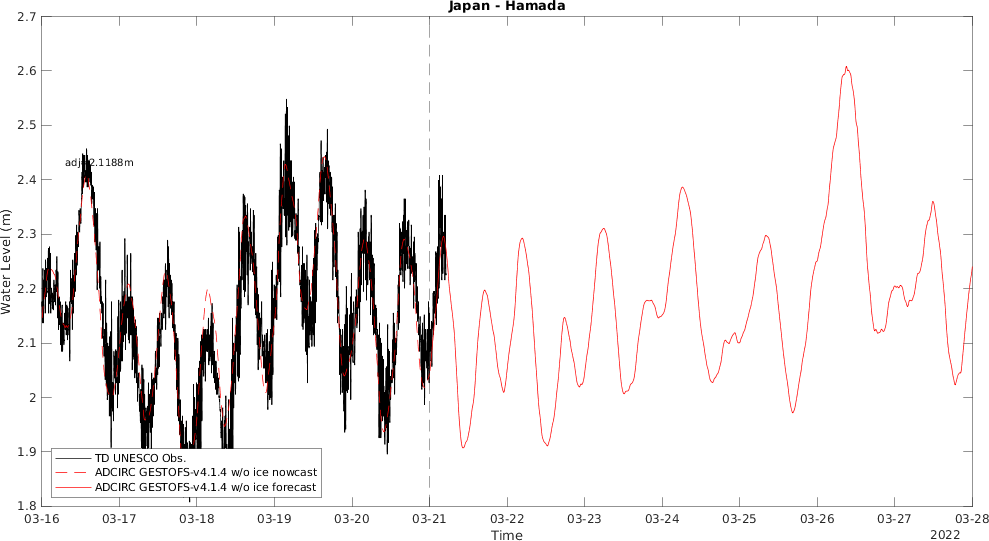 Japan - Hamada
2.7
2.6
2.5
2.4
2.3
2.2
2.1
2
1.9
1.8
Water Level (m)
TD UNESCO Obs.
ADCIRC GESTOFS-v4.1.4 w/o ice nowcast
ADCIRC GESTOFS-v4.1.4 w/o ice forecast
03-16 03-17 03-18 03-19 03-20 03-21 03-22 03-23 03-24 03-25 03-26 03-27 03-28
Time
2022